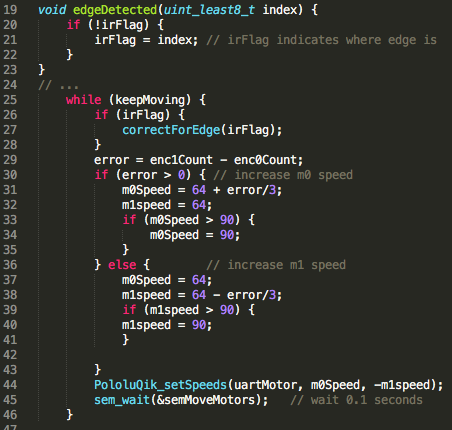 19 void edgeDetected(uint_least8_t index) {
20     if (!irFlag) {
21         irFlag = index; // irFlag indicates where edge is
22     }
23 }
24 // ...
25     while (keepMoving) {
26         if (irFlag) {
27             correctForEdge(irFlag);
28         }
29         error = enc1Count - enc0Count;
30         if (error > 0) { // increase m0 speed
31             m0Speed = 64 + error/3;
32             m1speed = 64;
33             if (m0Speed > 90) {
34                 m0Speed = 90;
35             }
36         } else {        // increase m1 speed
37             m0Speed = 64;
38             m1speed = 64 - error/3;
39             if (m1speed > 90) {
40             m1speed = 90;
41             }
42
43         }
44         PololuQik_setSpeeds(uartMotor, m0Speed, -m1speed);
45         sem_wait(&semMoveMotors);   // wait 0.1 seconds
46     }
47